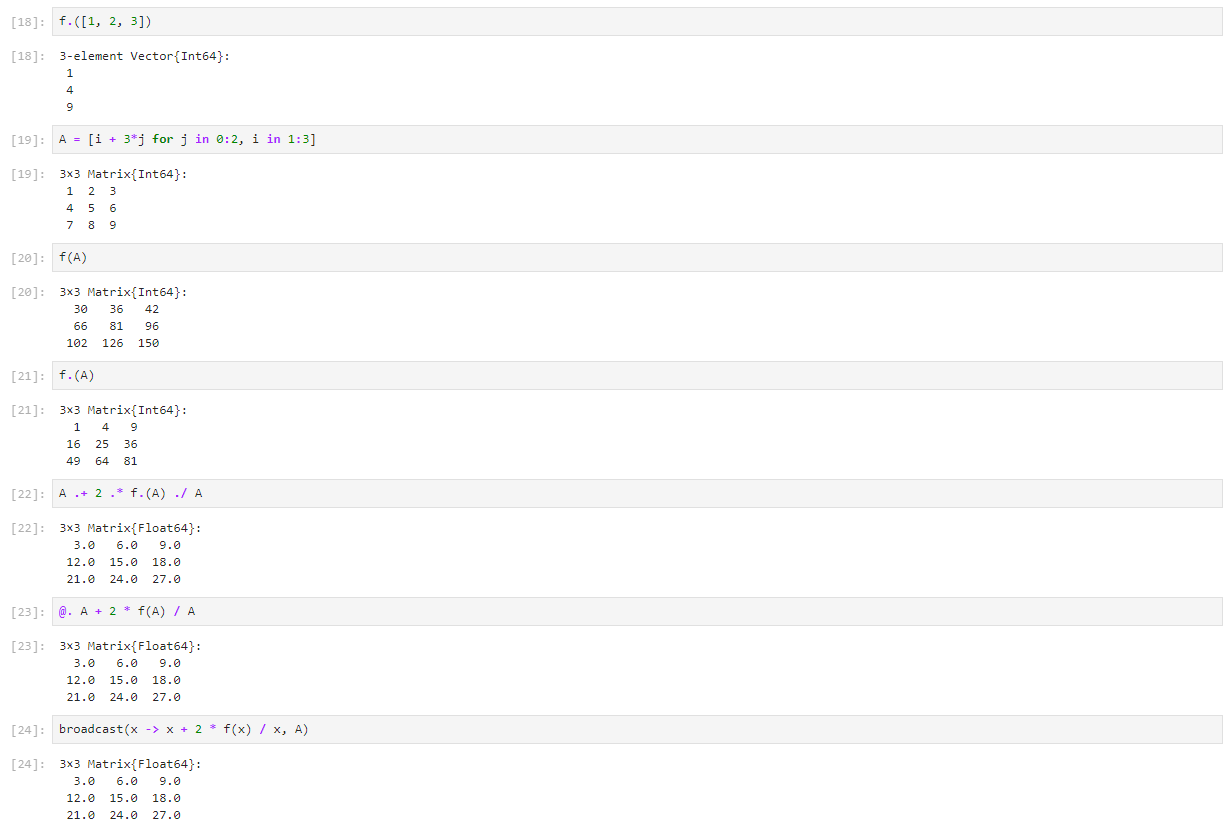 [18]: f.([1, 2, 3])
[18]: 3-element Vector{Int64}:
1
4
9
[19]: A = [i + 3*j for j in 0:2, i in 1:3]
[19]: 3×3 Matrix{Int64}:
1 2 3
4 5 6
7 8 9
[20]: f(A)
[20]: 3×3 Matrix{Int64}:
30 36 42
66 81 96
102 126 150
[21]: f.(A)
[21]: 3×3 Matrix{Int64}:
1 4 9
16 25 36
49 64 81
[22]: A .+ 2 .* f.(A) ./ A
[22]: 3×3 Matrix{Float64}:
3.0 6.0 9.0
12.0 15.0 18.0
21.0 24.0 27.0
[23]: @. A + 2 * f(A) / A
[23]: 3×3 Matrix{Float64}:
3.0 6.0 9.0
12.0 15.0 18.0
21.0 24.0 27.0
[24]: broadcast(x -> x + 2 * f(x) / x, A)
[24]: 3×3 Matrix{Float64}:
3.0 6.0 9.0
12.0 15.0 18.0
21.0 24.0 27.0